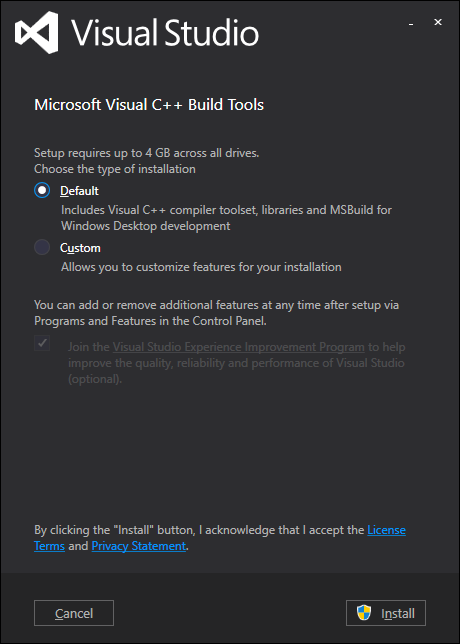 Visual Studio
Microsoft Visual C++ Build Tools
Setup requires up to 4 GB across all drives.
Choose the type of installation
Default
Includes Visual C++ compiler toolset, libraries and MSBuild for
Windows Desktop development
Custom
Allows you to customize features for your installation
You can add or remove additional features at any time after setup via
Programs and Features in the Control Panel.
Join the Visual Studio Experience Improvement Program to help
improve the quality, reliability and performance of Visual Studio
(optional).
By clicking the "Install" button, I acknowledge that I accept the License
Terms and Privacy Statement.
Cancel
Install